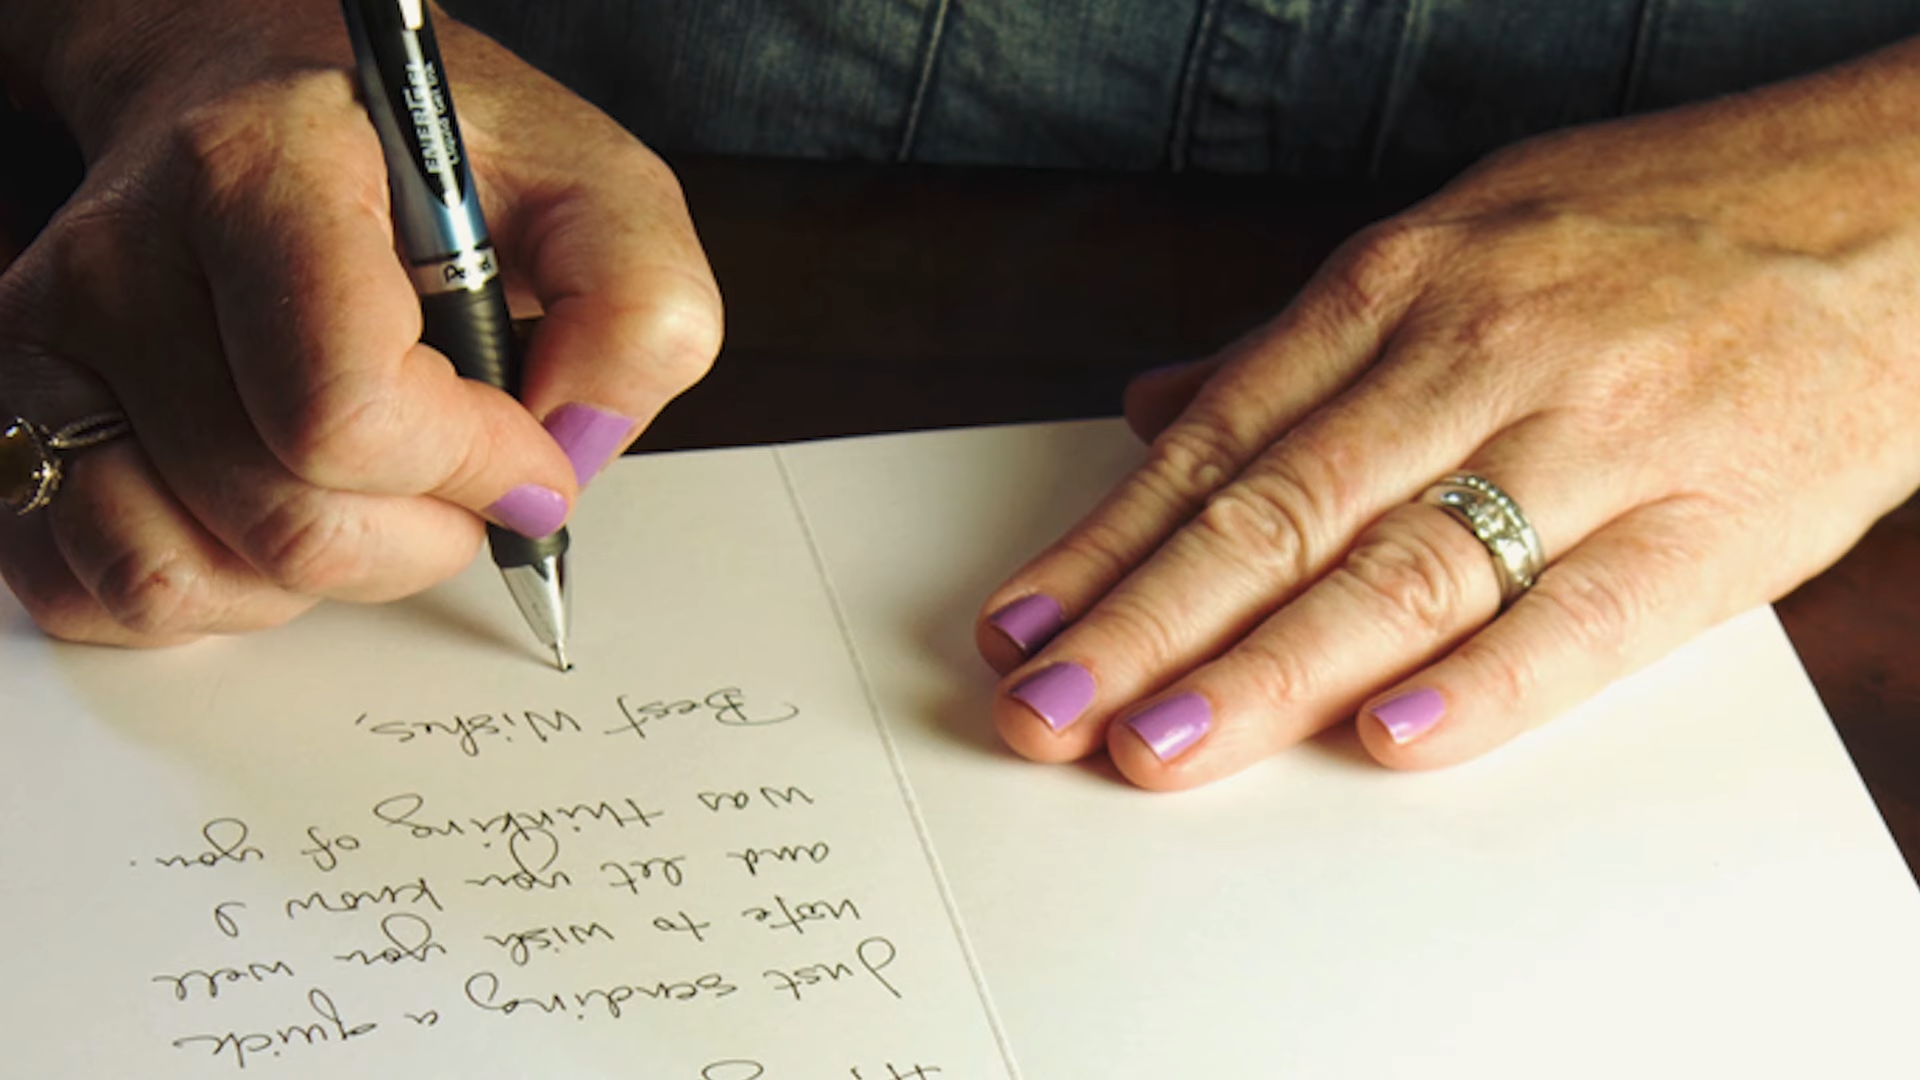 Just sending a quick
note to wish you well
and let you know I
was thinking of you.
Best Wishes,
ENERGEL
Pentel